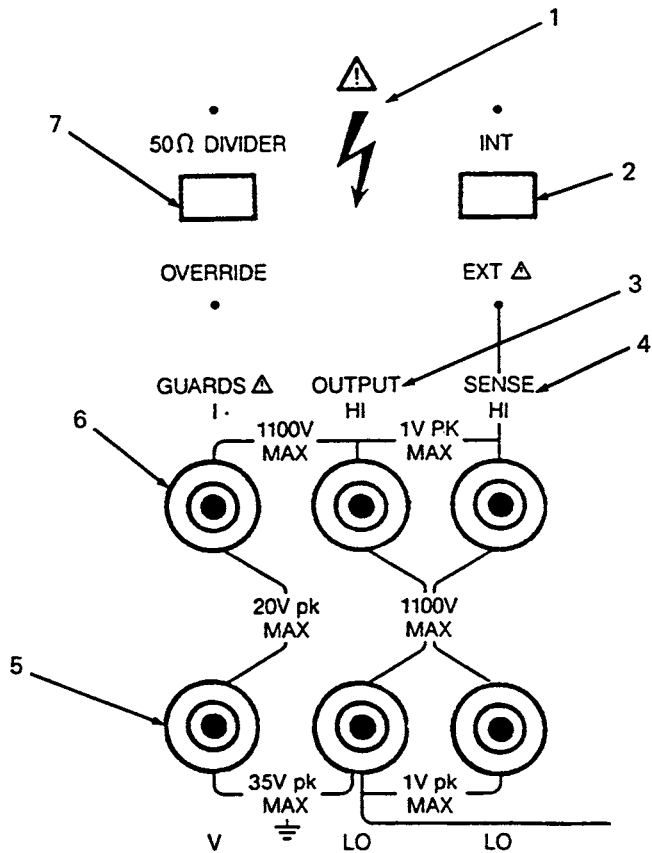 1
7
50Ω DIVIDER
INT
2
OVERRIDE
EXT ⚠
3
4
GUARDS ⚠ OUTPUT SENSE
I HI HI
6
1100V 1V PK
MAX MAX
20V pk 1100V
MAX MAX
5
35V pk 1V pk
MAX MAX
V LO LO